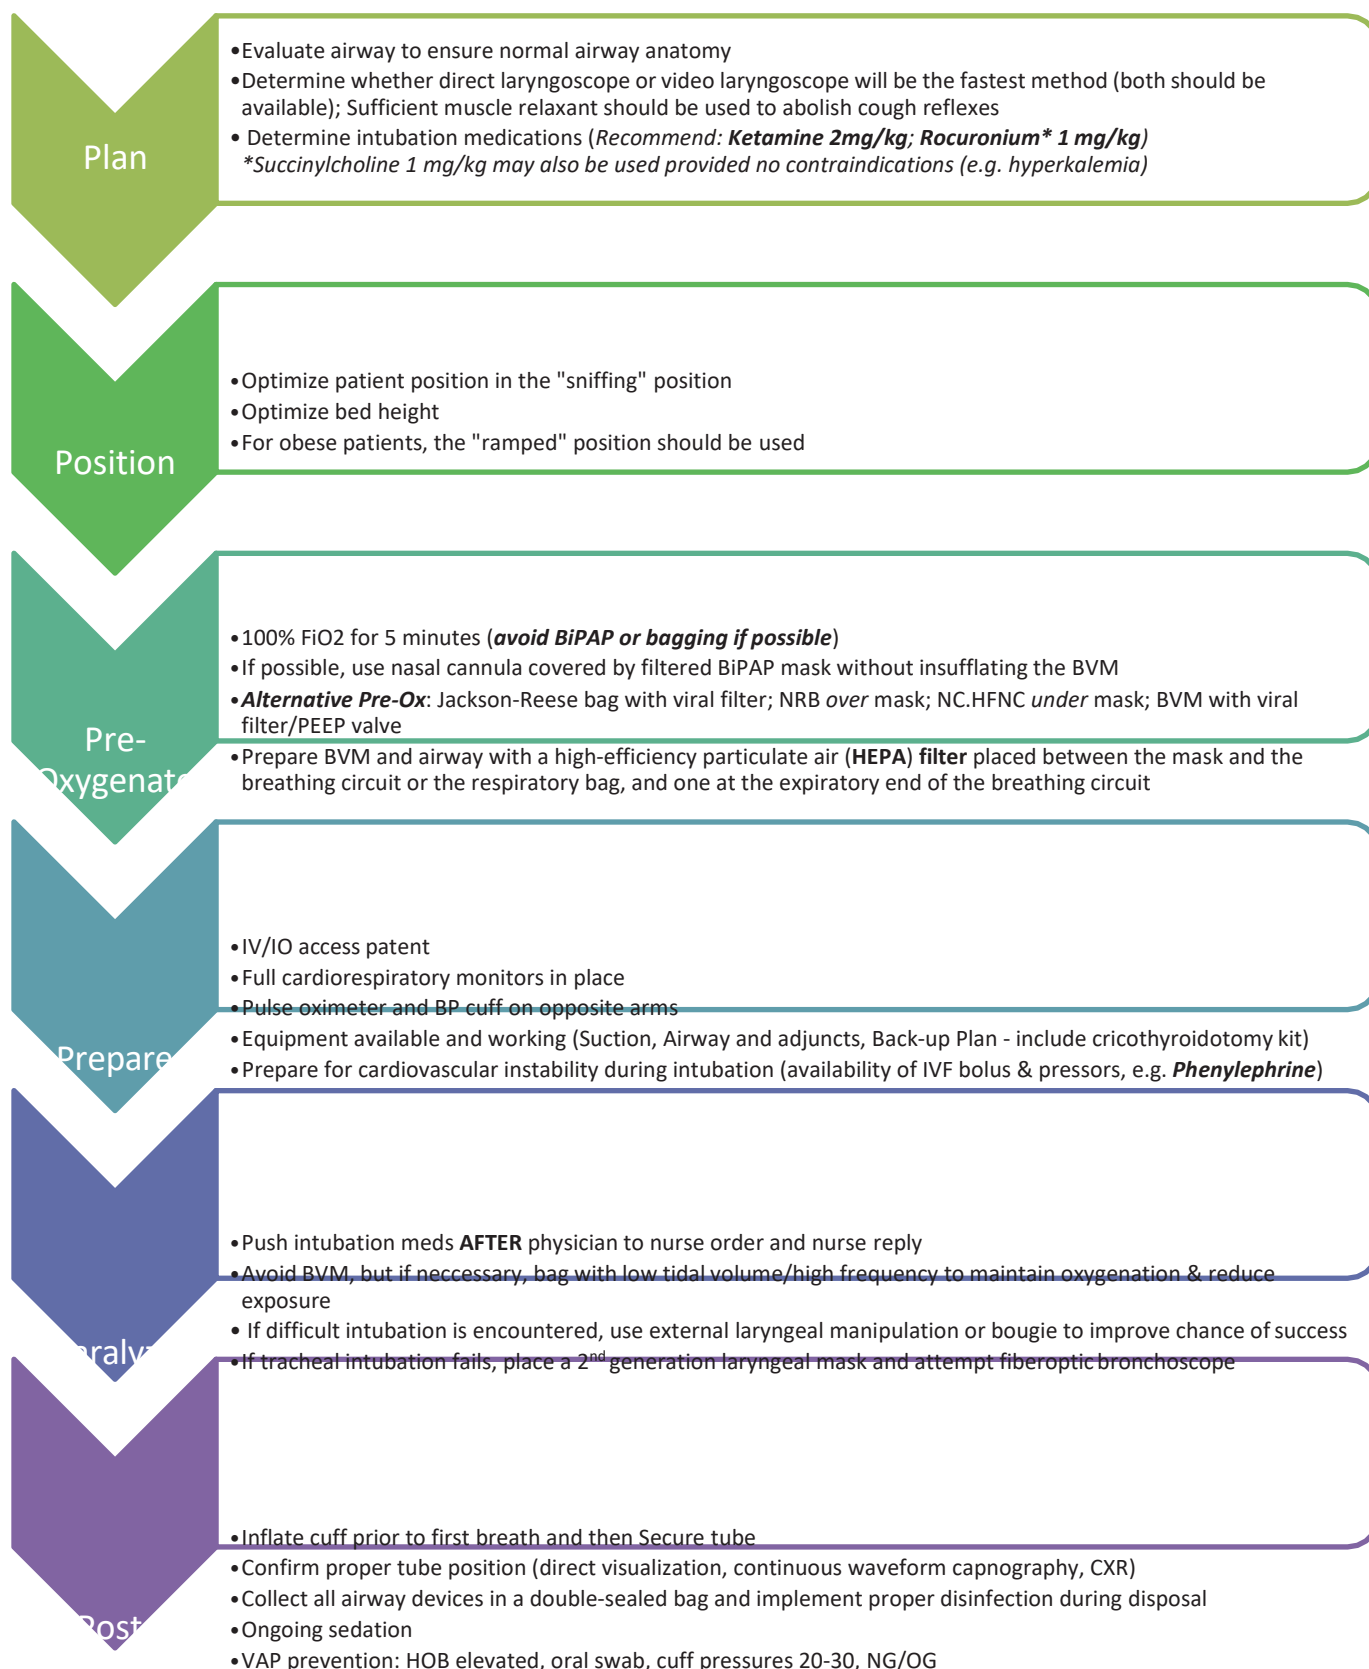 Plan
•Evaluate airway to ensure normal airway anatomy
•Determine whether direct laryngoscope or video laryngoscope will be the fastest method (both should be
available); Sufficient muscle relaxant should be used to abolish cough reflexes
• Determine intubation medications (Recommend: Ketamine 2mg/kg; Rocuronium* 1 mg/kg)
*Succinylcholine 1 mg/kg may also be used provided no contraindications (e.g. hyperkalemia)
Position
•Optimize patient position in the "sniffing" position
•Optimize bed height
•For obese patients, the "ramped" position should be used
Pre-
Oxygenate
•100% FiO2 for 5 minutes (avoid BiPAP or bagging if possible)
•If possible, use nasal cannula covered by filtered BiPAP mask without insufflating the BVM
•Alternative Pre-Ox: Jackson-Reese bag with viral filter; NRB over mask; NC.HFNC under mask; BVM with viral
filter/PEEP valve
•Prepare BVM and airway with a high-efficiency particulate air (HEPA) filter placed between the mask and the
breathing circuit or the respiratory bag, and one at the expiratory end of the breathing circuit
Prepare
•IV/IO access patent
•Full cardiorespiratory monitors in place
•Pulse oximeter and BP cuff on opposite arms
•Equipment available and working (Suction, Airway and adjuncts, Back-up Plan - include cricothyroidotomy kit)
•Prepare for cardiovascular instability during intubation (availability of IVF bolus & pressors, e.g. Phenylephrine)
•Push intubation meds AFTER physician to nurse order and nurse reply
•Avoid BVM, but if neccessary, bag with low tidal volume/high frequency to maintain oxygenation & reduce
exposure
• If difficult intubation is encountered, use external laryngeal manipulation or bougie to improve chance of success
•If tracheal intubation fails, place a 2nd generation laryngeal mask and attempt fiberoptic bronchoscope
Post
•Inflate cuff prior to first breath and then Secure tube
•Confirm proper tube position (direct visualization, continuous waveform capnography, CXR)
•Collect all airway devices in a double-sealed bag and implement proper disinfection during disposal
•Ongoing sedation
•VAP prevention: HOB elevated, oral swab, cuff pressures 20-30, NG/OG